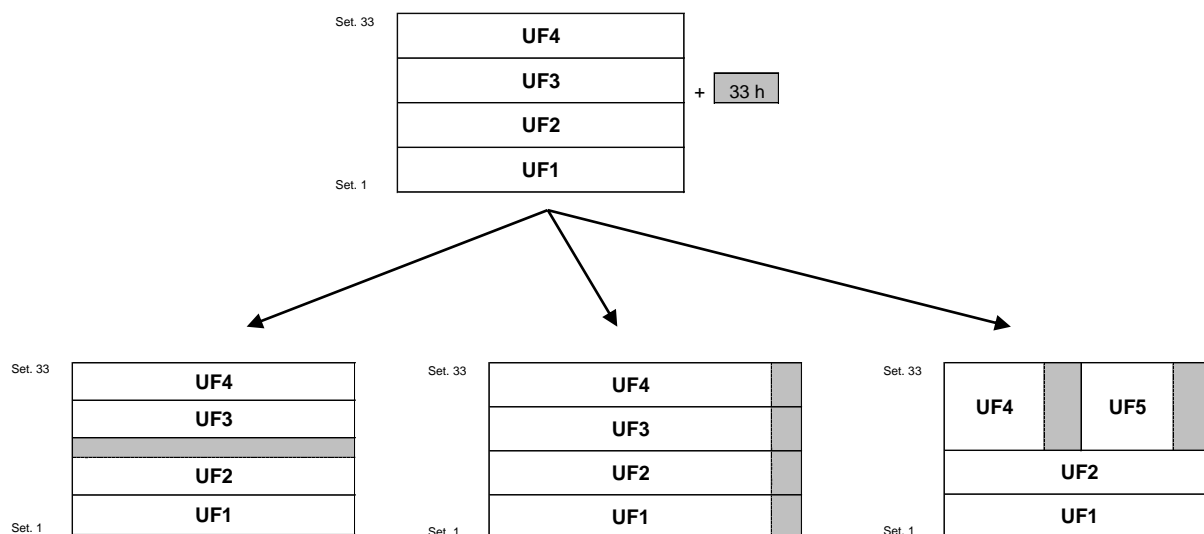 Set. 33
UF4
UF3
+ 33 h
UF2
UF1
Set. 1
Set. 33
UF4
UF3
UF2
UF1
Set. 1
Set. 33
UF4
UF3
UF2
UF1
Set. 1
Set. 33
UF4 UF5
UF2
UF1
Set. 1